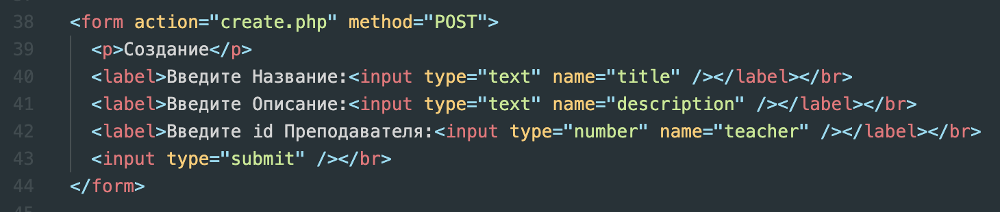 38 <form action="create.php" method="POST">
39 <p>Создание</p>
40 <label>Введите Название:<input type="text" name="title" /></label></br>
41 <label>Введите Описание:<input type="text" name="description" /></label></br>
42 <label>Введите id Преподавателя:<input type="number" name="teacher" /></label></br>
43 <input type="submit" /></br>
44 </form>